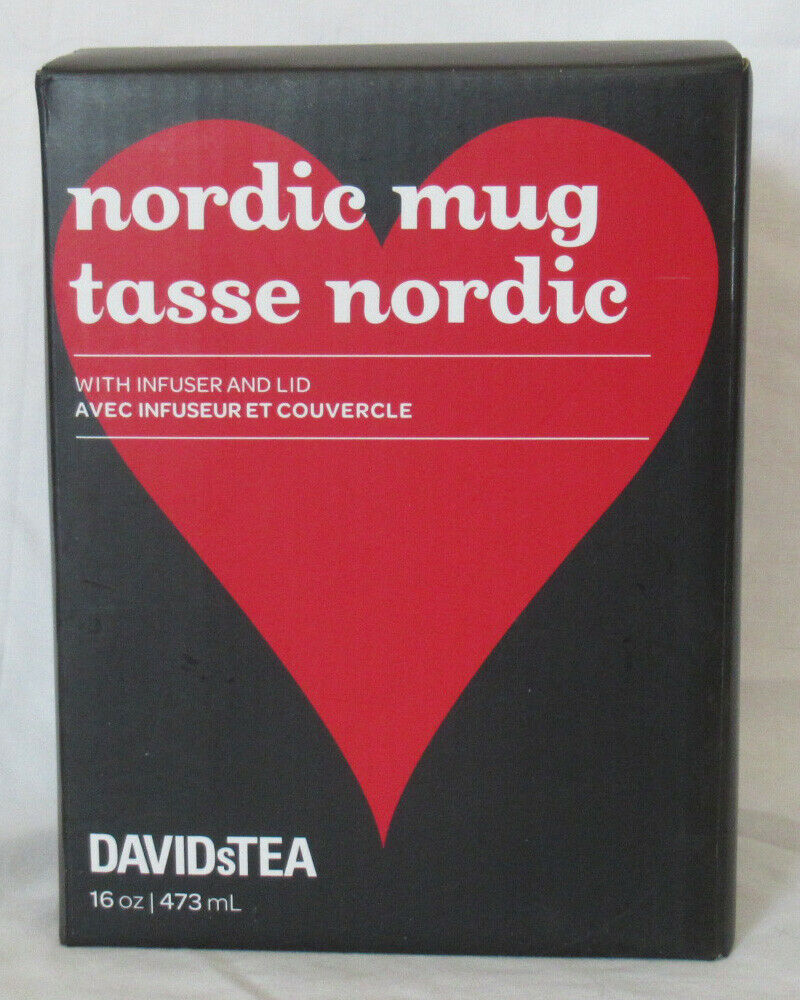 nordic mug
tasse nordic
WITH INFUSER AND LID
AVEC INFUSEUR ET COUVERCLE
DAVIDsTEA
16 oz | 473 mL